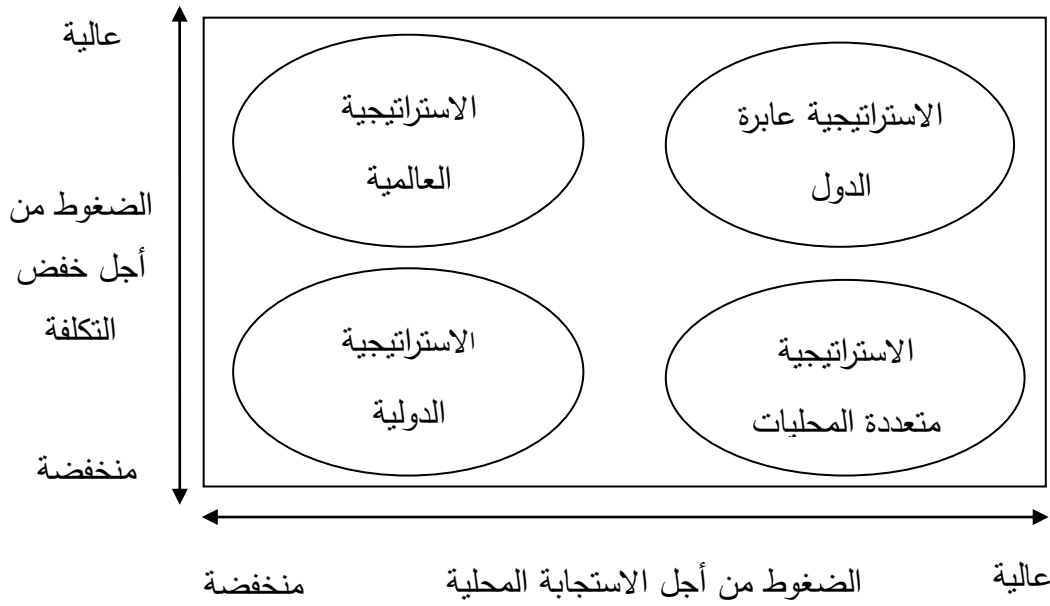 عالية
الاستراتيجية عابرة
الدول
الاستراتيجية
العالمية
الضغوط من
أجل خفض
التكلفة
الاستراتيجية
متعددة المحليات
الاستراتيجية
الدولية
منخفضة
عالية
الضغوط من أجل الاستجابة المحلية
منخفضة